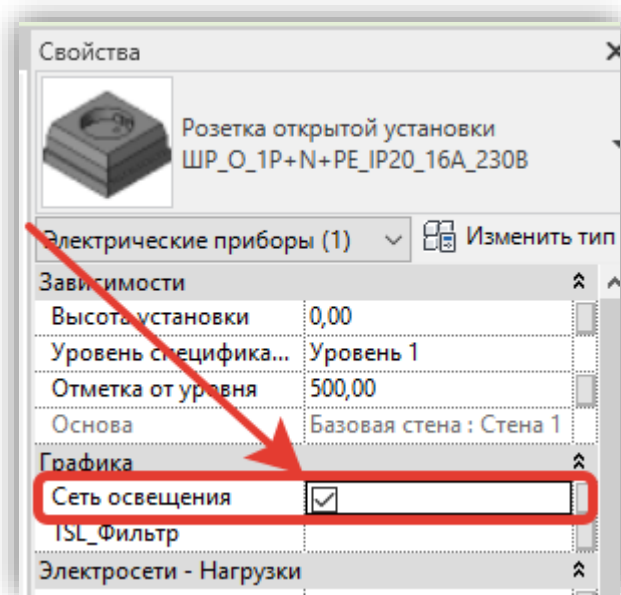 Свойства
Розетка открытой установки
ШР_О_1P+N+PE_IP20_16А_230В
Электрические приборы (1)
Изменить тип
Зависимости
Высота установки 0,00
Уровень специфика... Уровень 1
Отметка от уровня 500,00
Основа Базовая стена : Стена 1
Графика
Сеть освещения
TSL_Фильтр
Электросети - Нагрузки